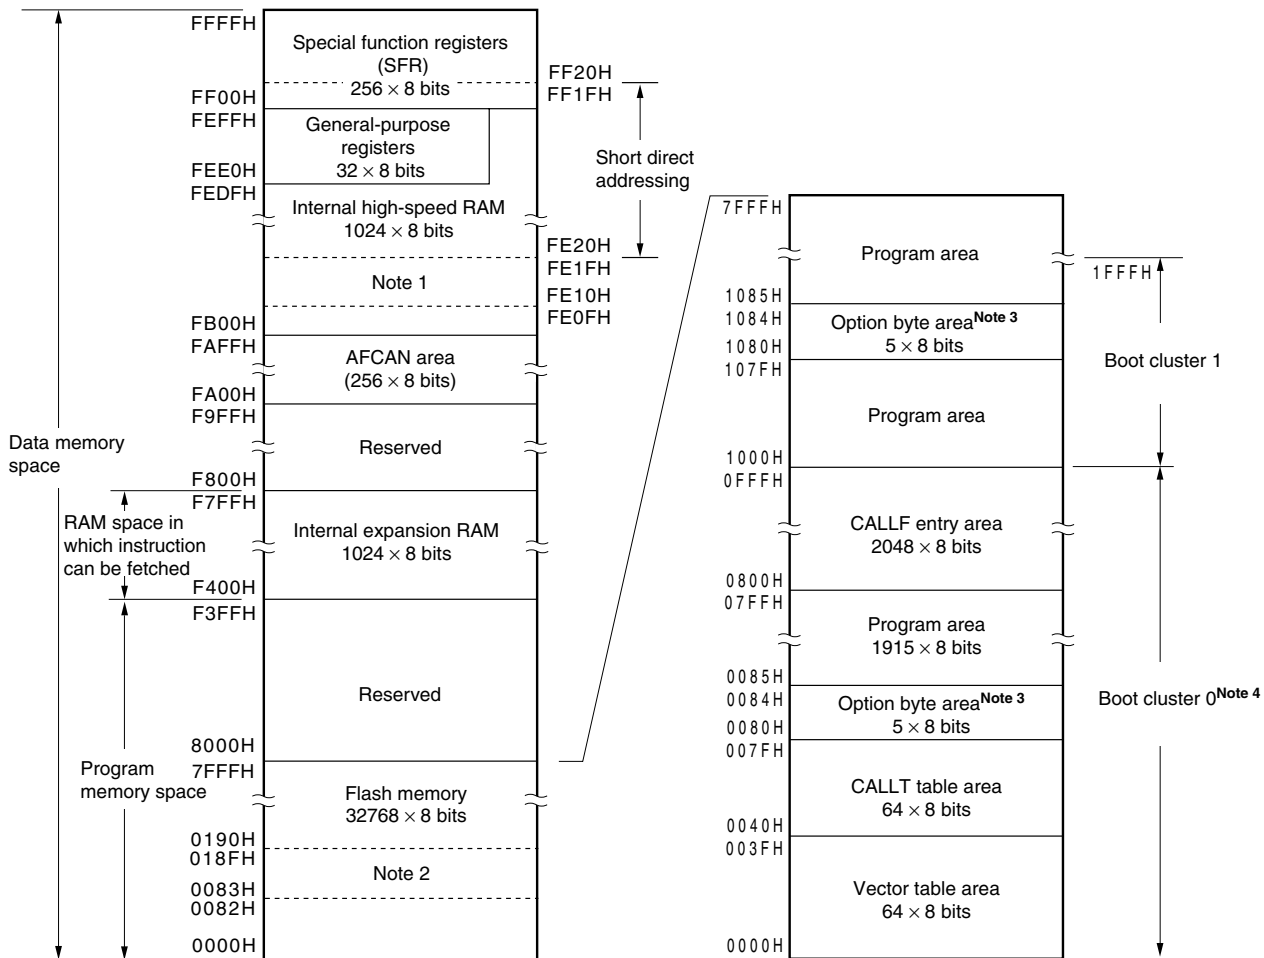 FFFFH
Special function registers
(SFR)
256 × 8 bits
FF20H
FF1FH
FF00H
FEFFH
General-purpose
registers
32 × 8 bits
Short direct
addressing
FEE0H
FEDFH
Internal high-speed RAM
1024 × 8 bits
FE20H
FE1FH
Note 1
FE10H
FE0FH
FB00H
FAFFH
AFCAN area
(256 × 8 bits)
FA00H
F9FFH
Reserved
Data memory
space
F800H
F7FFH
RAM space in
which instruction
can be fetched
Internal expansion RAM
1024 × 8 bits
F400H
F3FFH
Reserved
8000H
7FFFH
Program
memory space
Flash memory
32768 × 8 bits
0190H
018FH
Note 2
0083H
0082H
0000H
7FFFH
Program area
1FFFH
1085H
1084H
Option byte area Note 3
5 × 8 bits
1080H
107FH
Boot cluster 1
Program area
1000H
0FFFH
CALLF entry area
2048 × 8 bits
0800H
07FFH
Program area
1915 × 8 bits
0085H
0084H
Option byte area Note 3
5 × 8 bits
Boot cluster 0 Note 4
0080H
007FH
CALLT table area
64 × 8 bits
0040H
003FH
Vector table area
64 × 8 bits
0000H